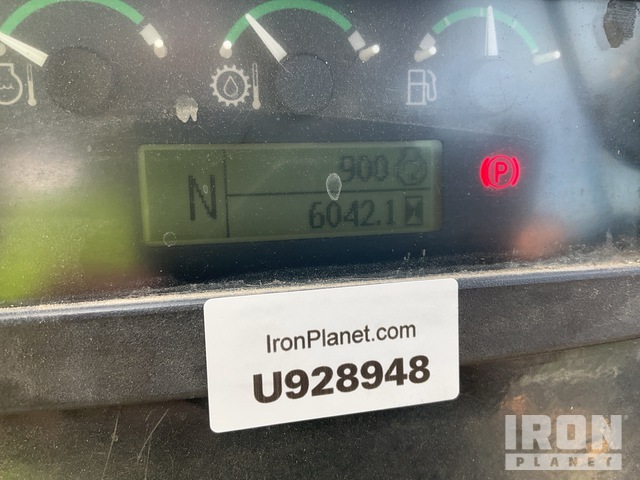 N
900
6042.1
P
IronPlanet.com
U928948
IRON
PLANET